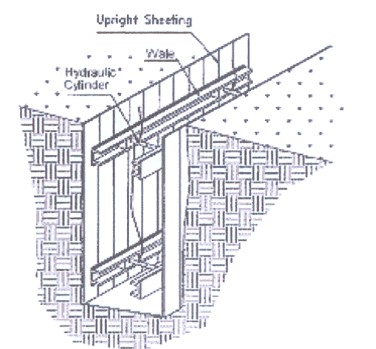 Upright Sheeting
Wale
Hydraulic
Cylinder